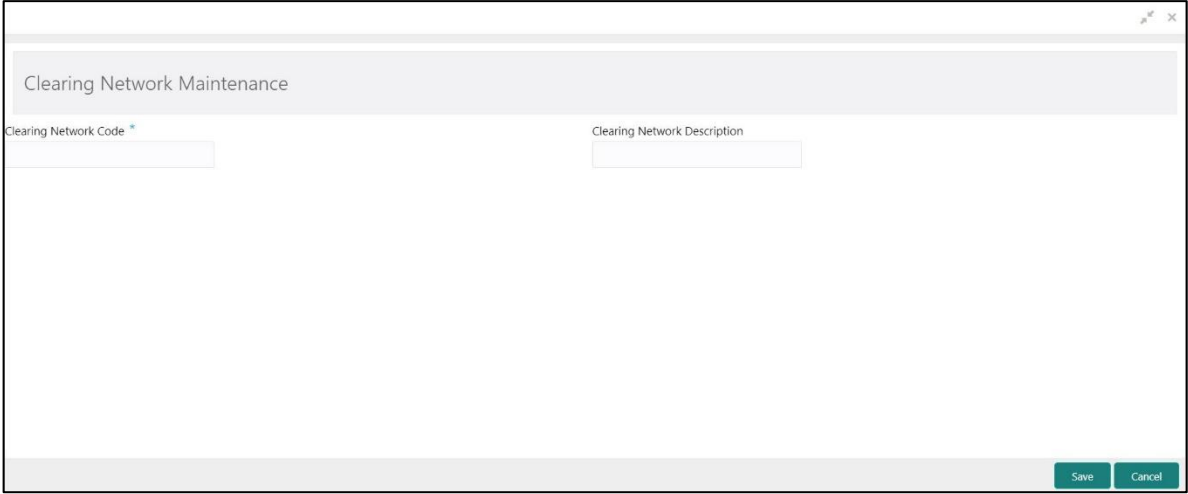 Clearing Network Maintenance
Clearing Network Code * Clearing Network Description
Save Cancel